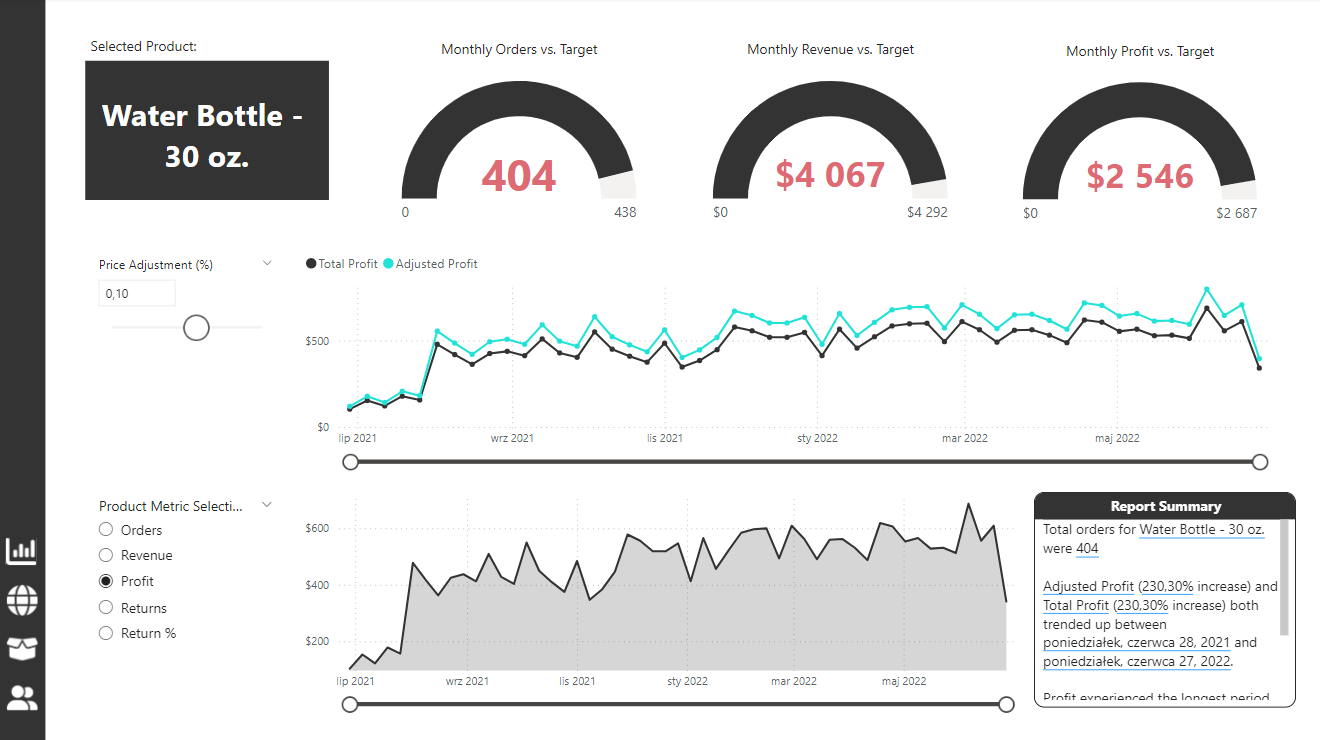 Selected Product:
Water Bottle -
30 oz.
Monthly Orders vs. Target
404
0
438
Monthly Revenue vs. Target
$4 067
$0
$4 292
Monthly Profit vs. Target
$2 546
$0
$2 687
Price Adjustment (%)
0,10
Total Profit
Adjusted Profit
$500
$0
lip 2021
wrz 2021
lis 2021
sty 2022
mar 2022
maj 2022
Product Metric Selecti...
Orders
Revenue
Profit
Returns
Return %
$600
$400
$200
lip 2021
wrz 2021
lis 2021
sty 2022
mar 2022
maj 2022
Report Summary
Total orders for Water Bottle - 30 oz.
were 404
Adjusted Profit (230,30% increase) and
Total Profit (230,30% increase) both
trended up between
poniedziałek, czerwca 28, 2021 and
poniedziałek, czerwca 27, 2022.
Profit experienced the longest period